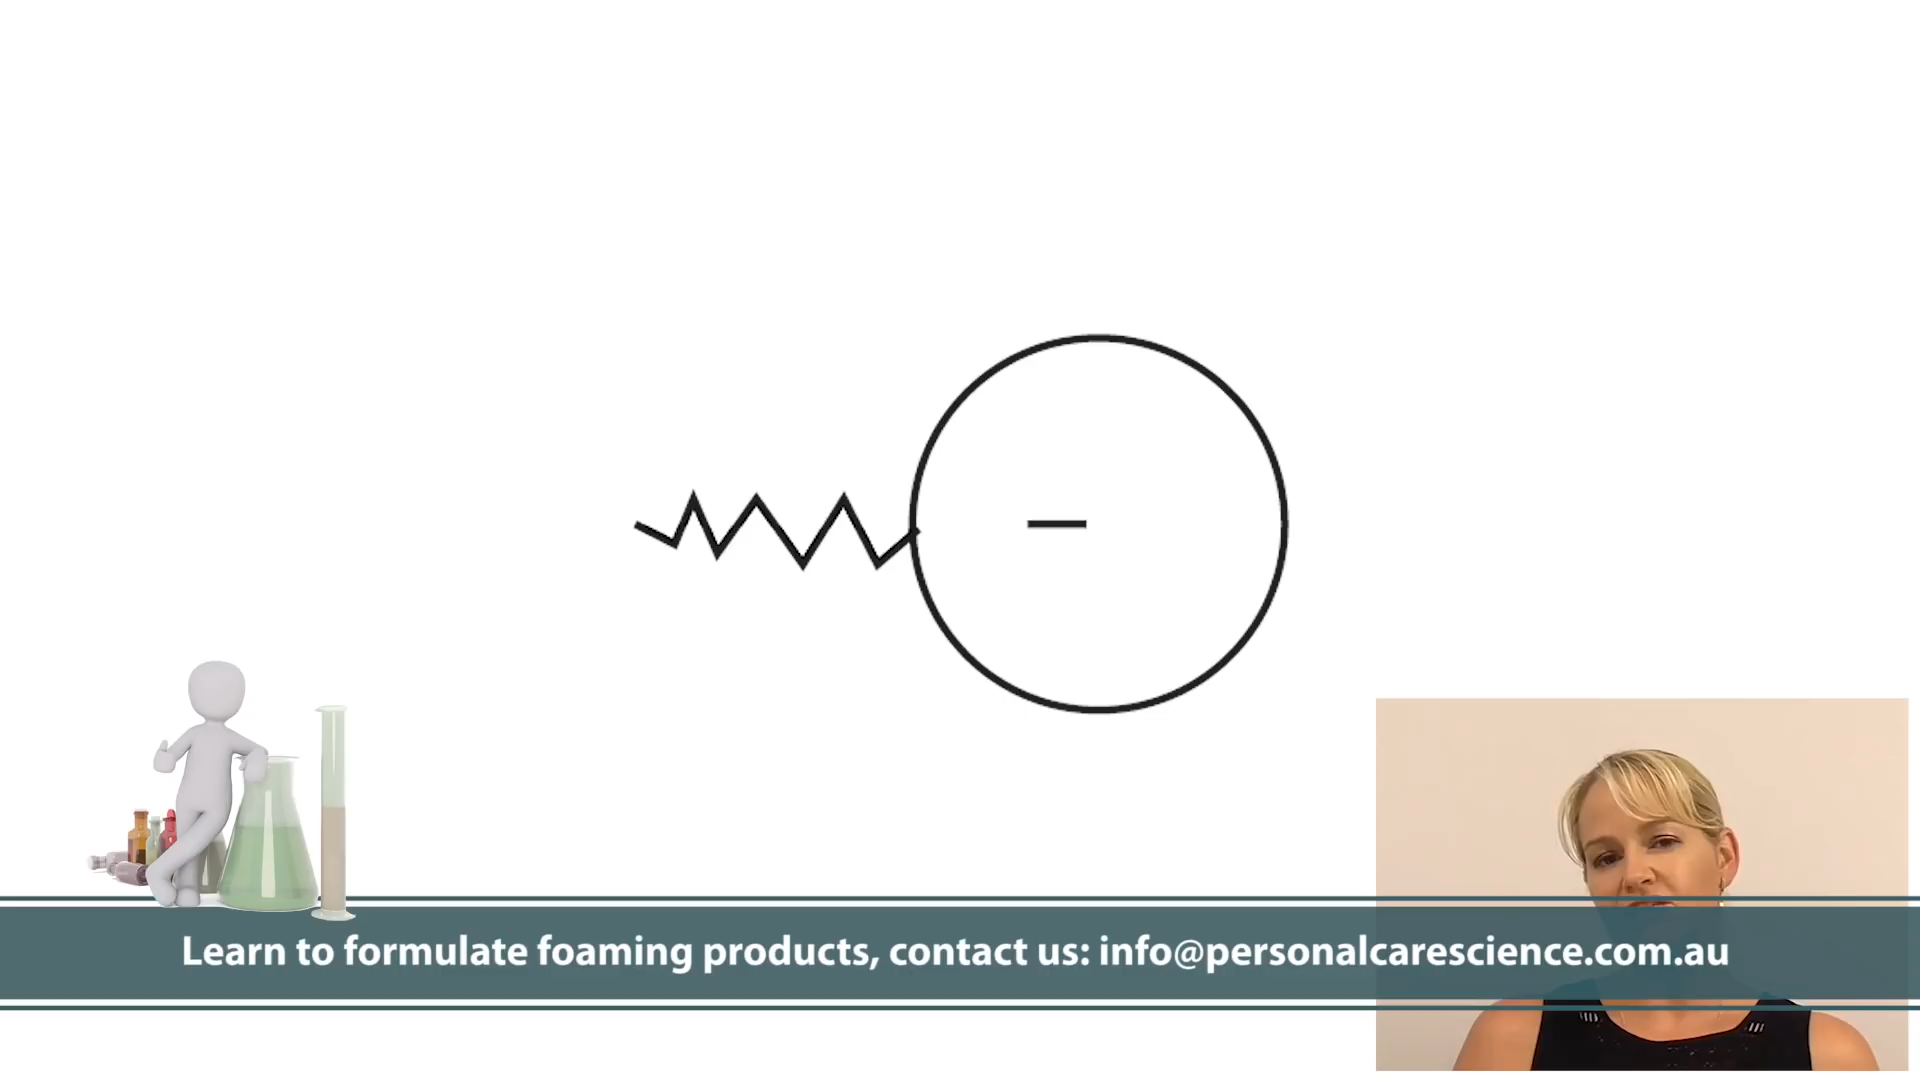 —
Learn to formulate foaming products, contact us: info@personalcarescience.com.au